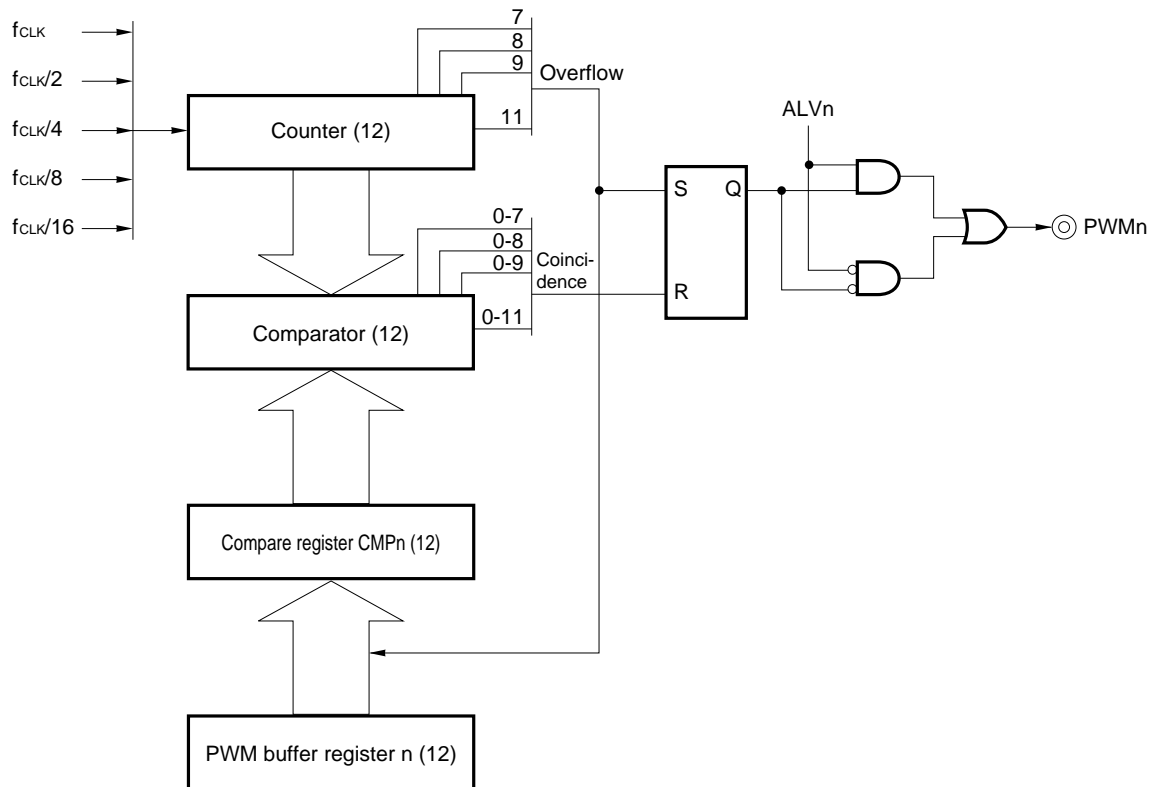 fCLK
fCLK/2
fCLK/4
fCLK/8
fCLK/16
Counter (12)
7
8
9
11
Overflow
Comparator (12)
0-7
0-8
0-9
0-11
Coinci-
dence
S
Q
R
ALVn
PWMn
Compare register CMPn (12)
PWM buffer register n (12)